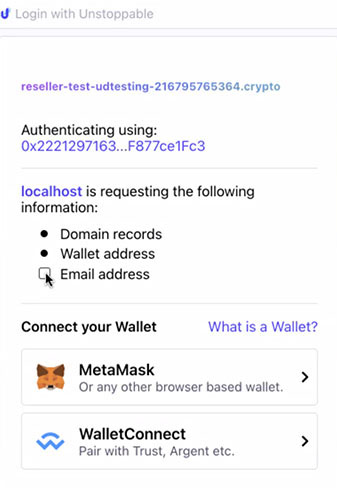 Login with Unstoppable
reseller-test-udtesting-216795765364.crypto
Authenticating using:
0x2221297163...F877ce1Fc3
localhost is requesting the following
information:
Domain records
Wallet address
Email address
Connect your Wallet What is a Wallet?
MetaMask
Or any other browser based wallet.
WalletConnect
Pair with Trust, Argent etc.